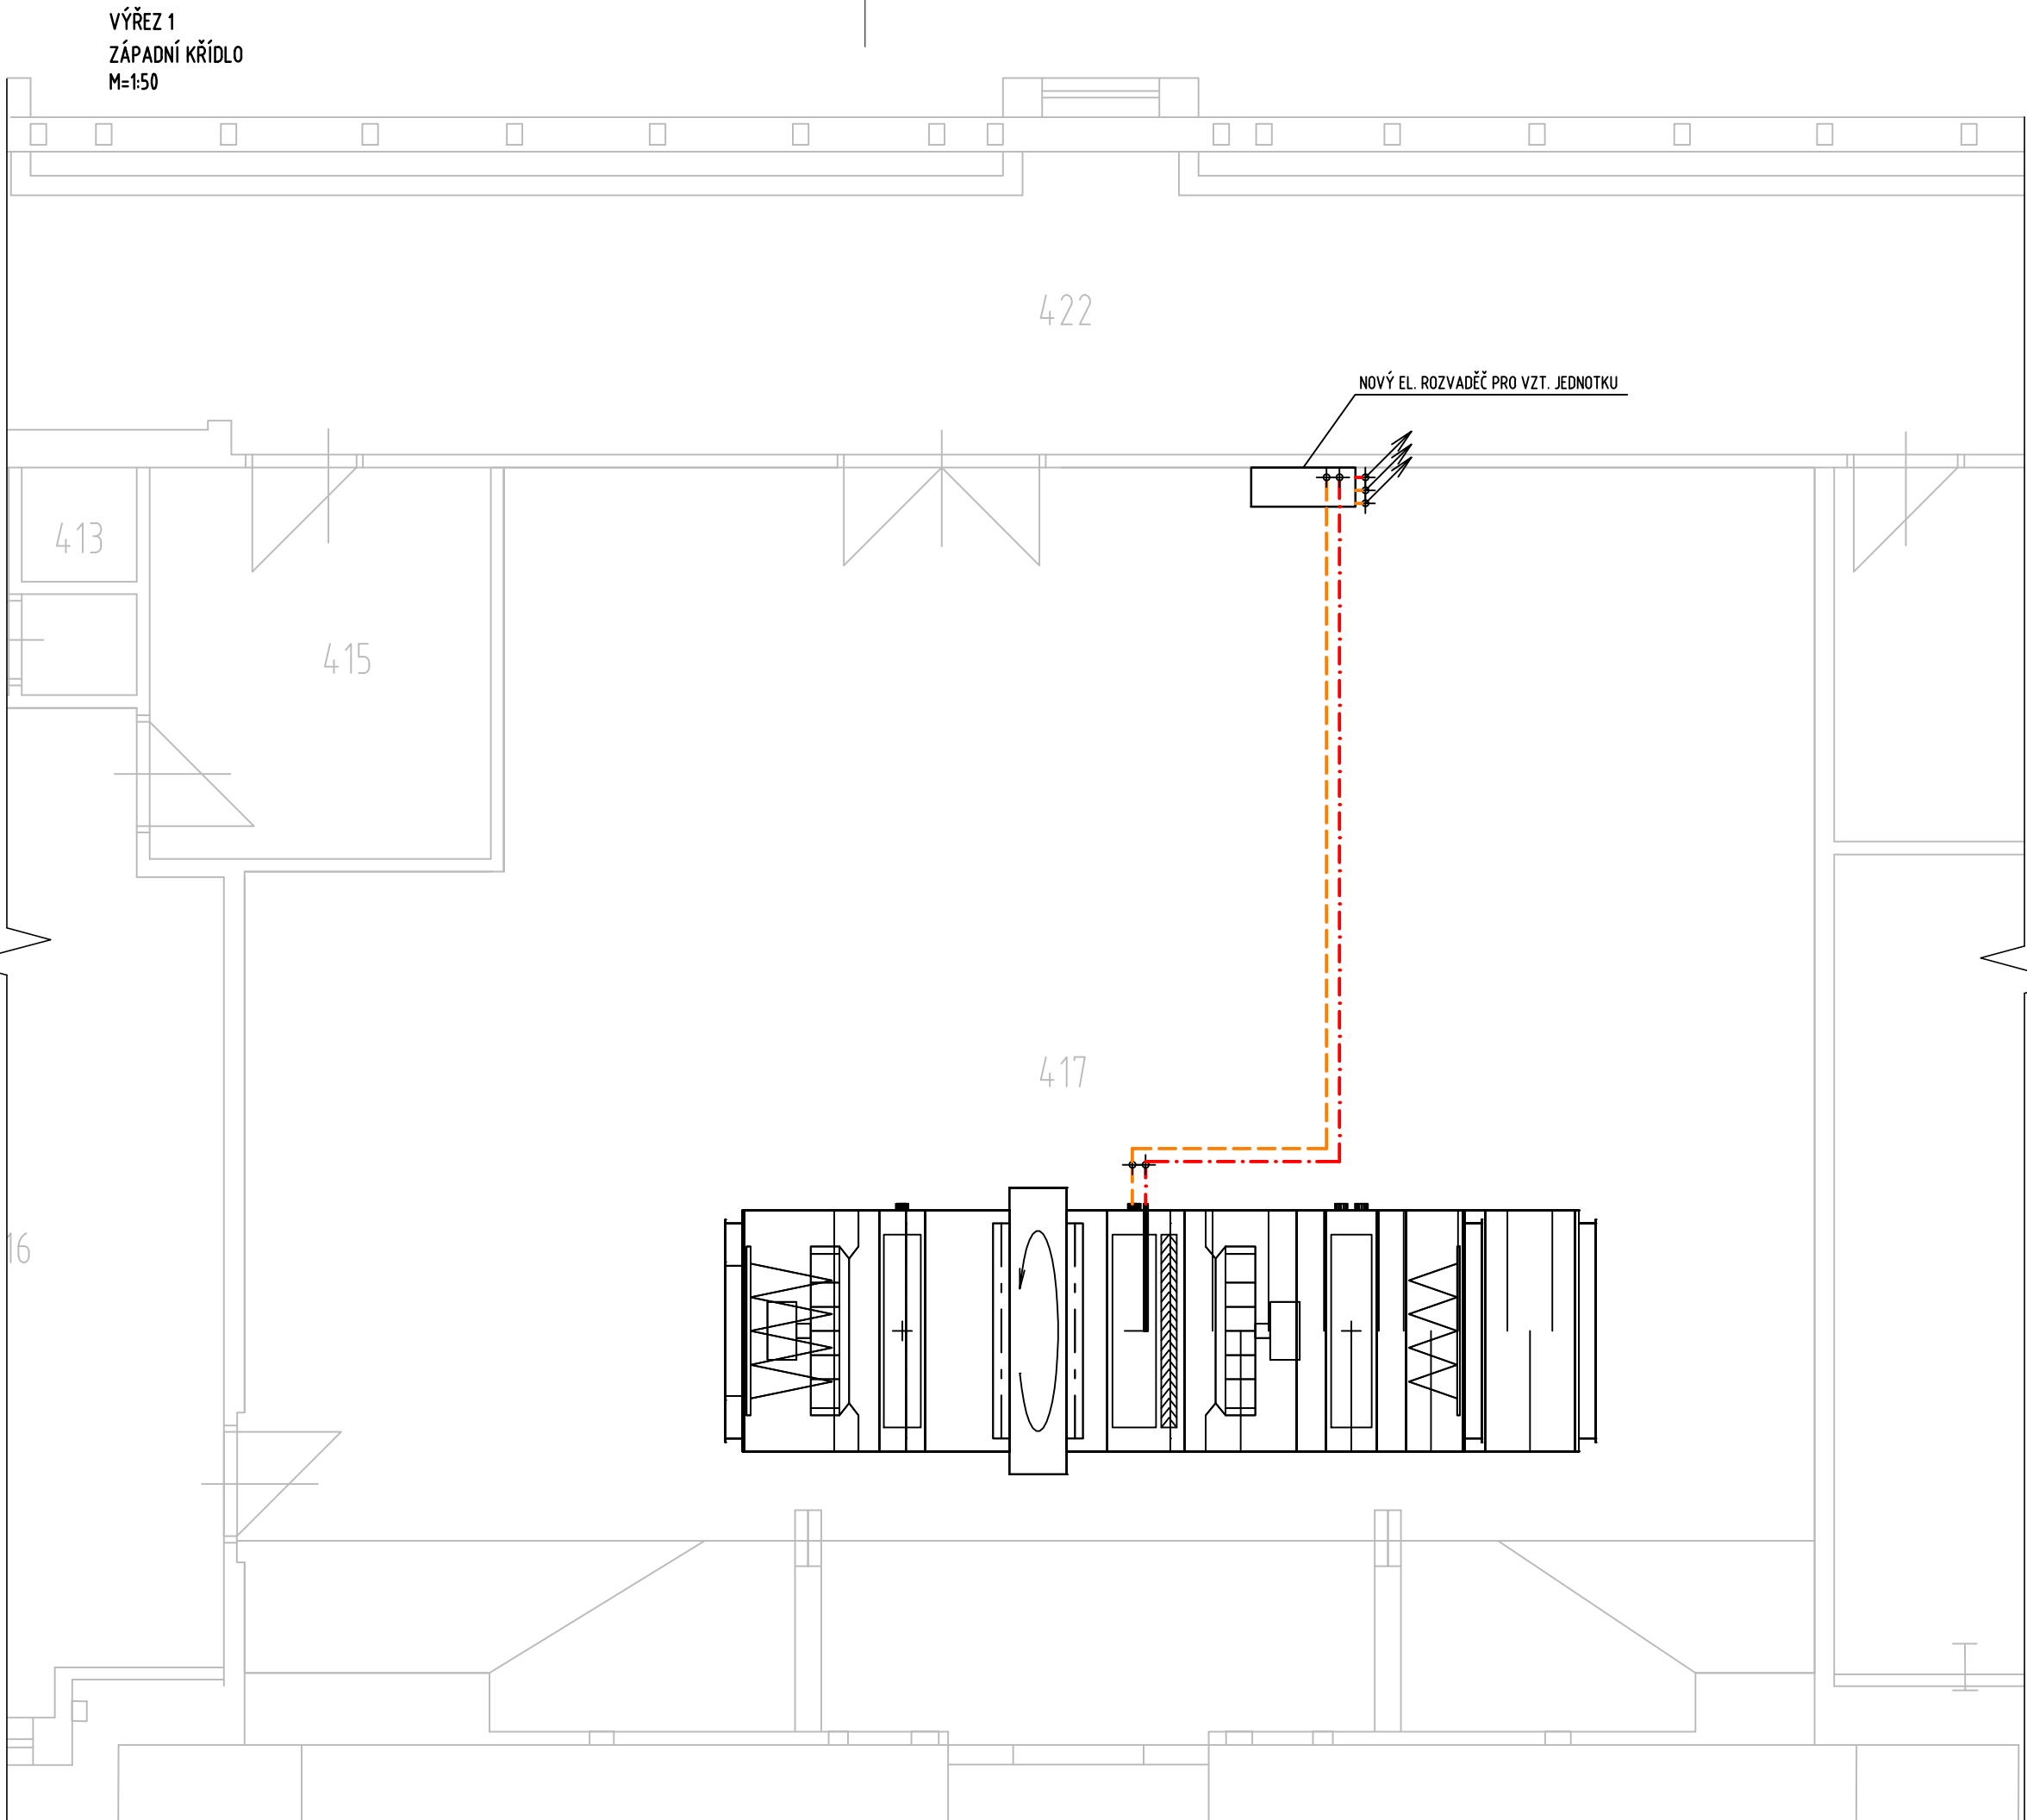 VÝŘEZ 1
ZÁPADNÍ KŘÍDLO
M=1:50
422
NOVÝ EL. ROZVADĚČ PRO VZT. JEDNOTKU
413
415
417
16